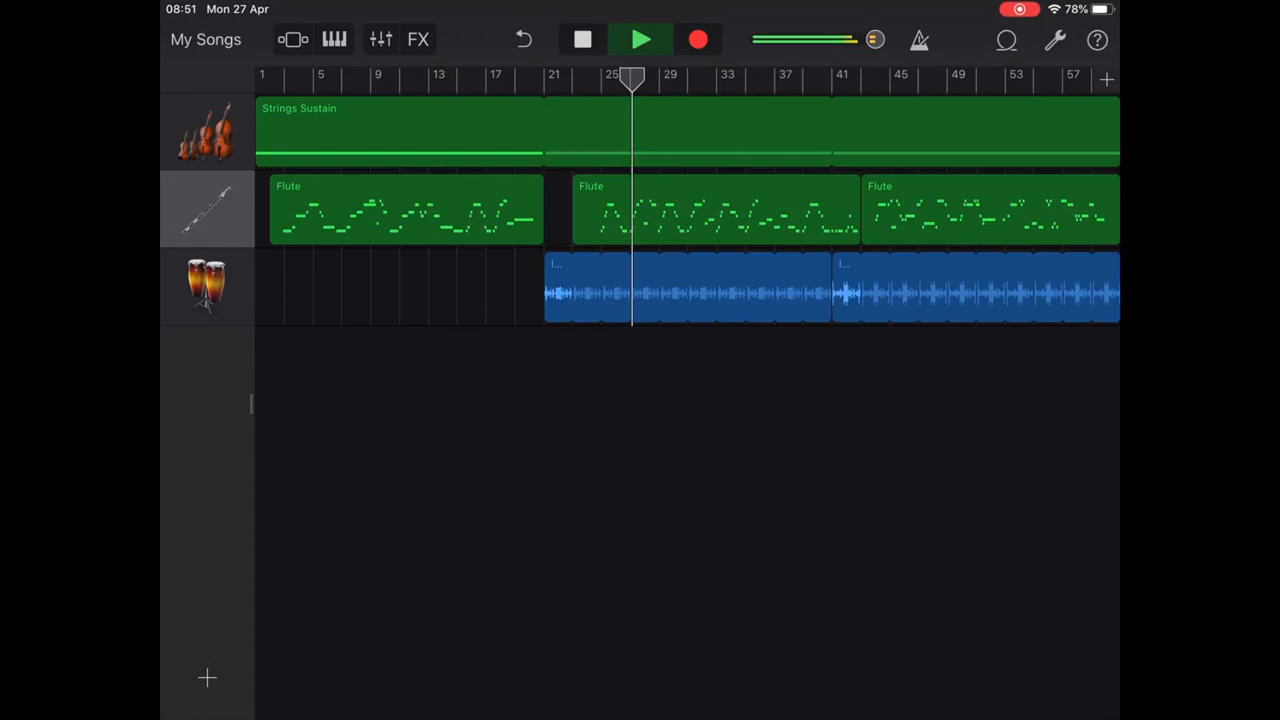 08:51 Mon 27 Apr 78%
My Songs FX
1 5 9 13 17 21 25 29 33 37 41 45 49 53 57
Strings Sustain
Flute Flute Flute
I... I...